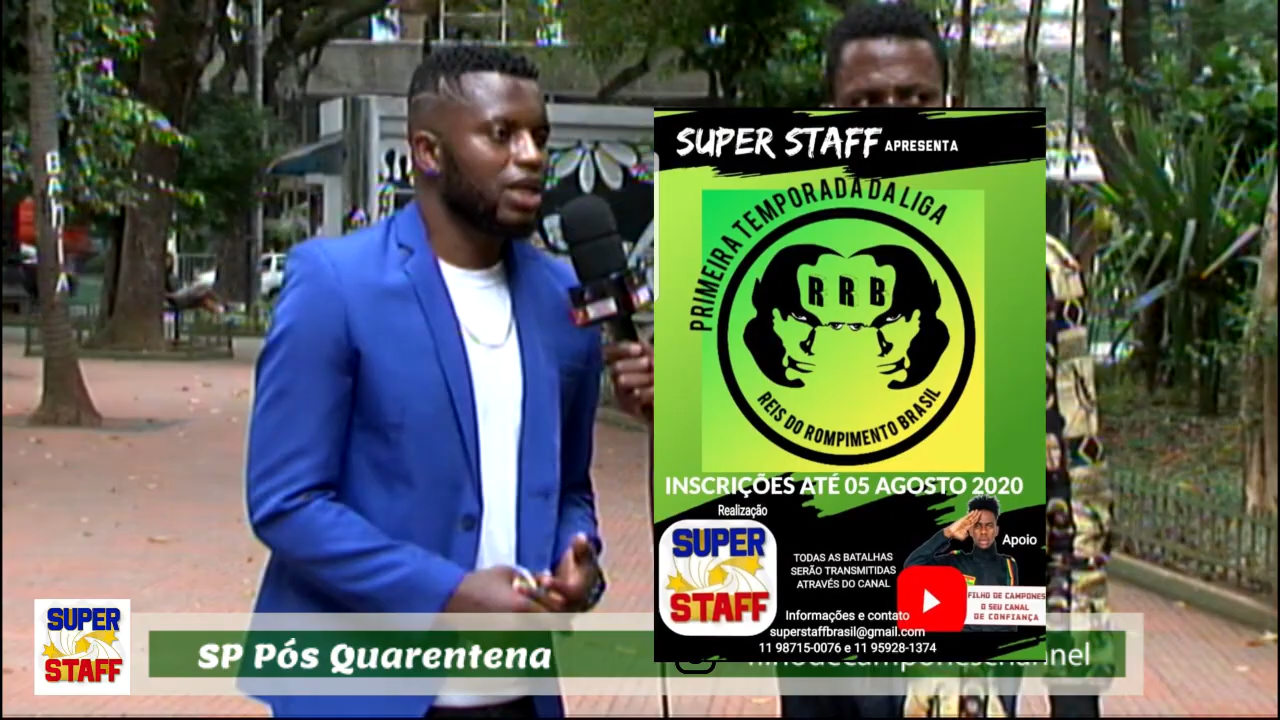 SUPER STAFF APRESENTA
PRIMEIRA TEMPORADA DA LIGA
RRB
REIS DO ROMPIMENTO BRASIL
INSCRIÇÕES ATÉ 05 AGOSTO 2020
Realização
SUPER
STAFF
TODAS AS BATALHAS
SERÃO TRANSMITIDAS
ATRAVÉS DO CANAL
Apoio
FILHO DE CAMPONES
O SEU CANAL
DE CONFIANÇA
Informações e contato
superstaffbrasil@gmail.com
11 98715-0076 e 11 95928-1374
SUPER
STAFF
SP Pós Quarentena